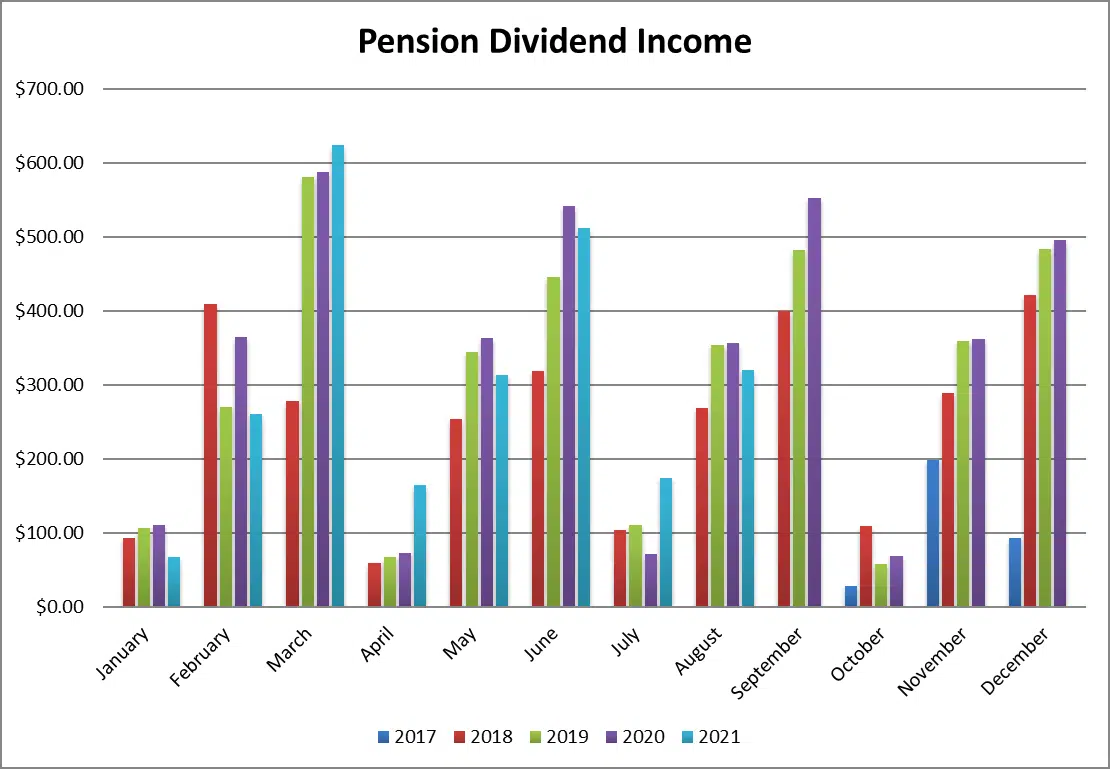 Pension Dividend Income
$700.00
$600.00
$500.00
$400.00
$300.00
$200.00
$100.00
$0.00
January
February
March
April
May
June
July
August
September
October
November
December
2017 2018 2019 2020 2021